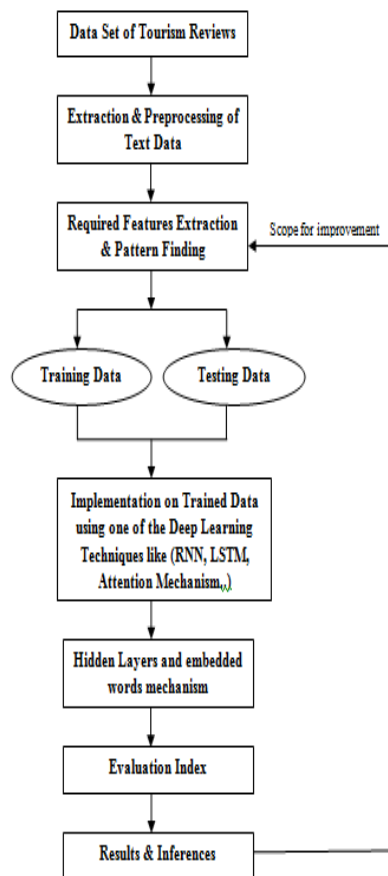 Data Set of Tourism Reviews
Extraction & Preprocessing of
Text Data
Required Features Extraction
& Pattern Finding
Scope for improvement
Training Data
Testing Data
Implementation on Trained Data
using one of the Deep Learning
Techniques like (RNN, LSTM,
Attention Mechanism,,)
Hidden Layers and embedded
words mechanism
Evaluation Index
Results & Inferences